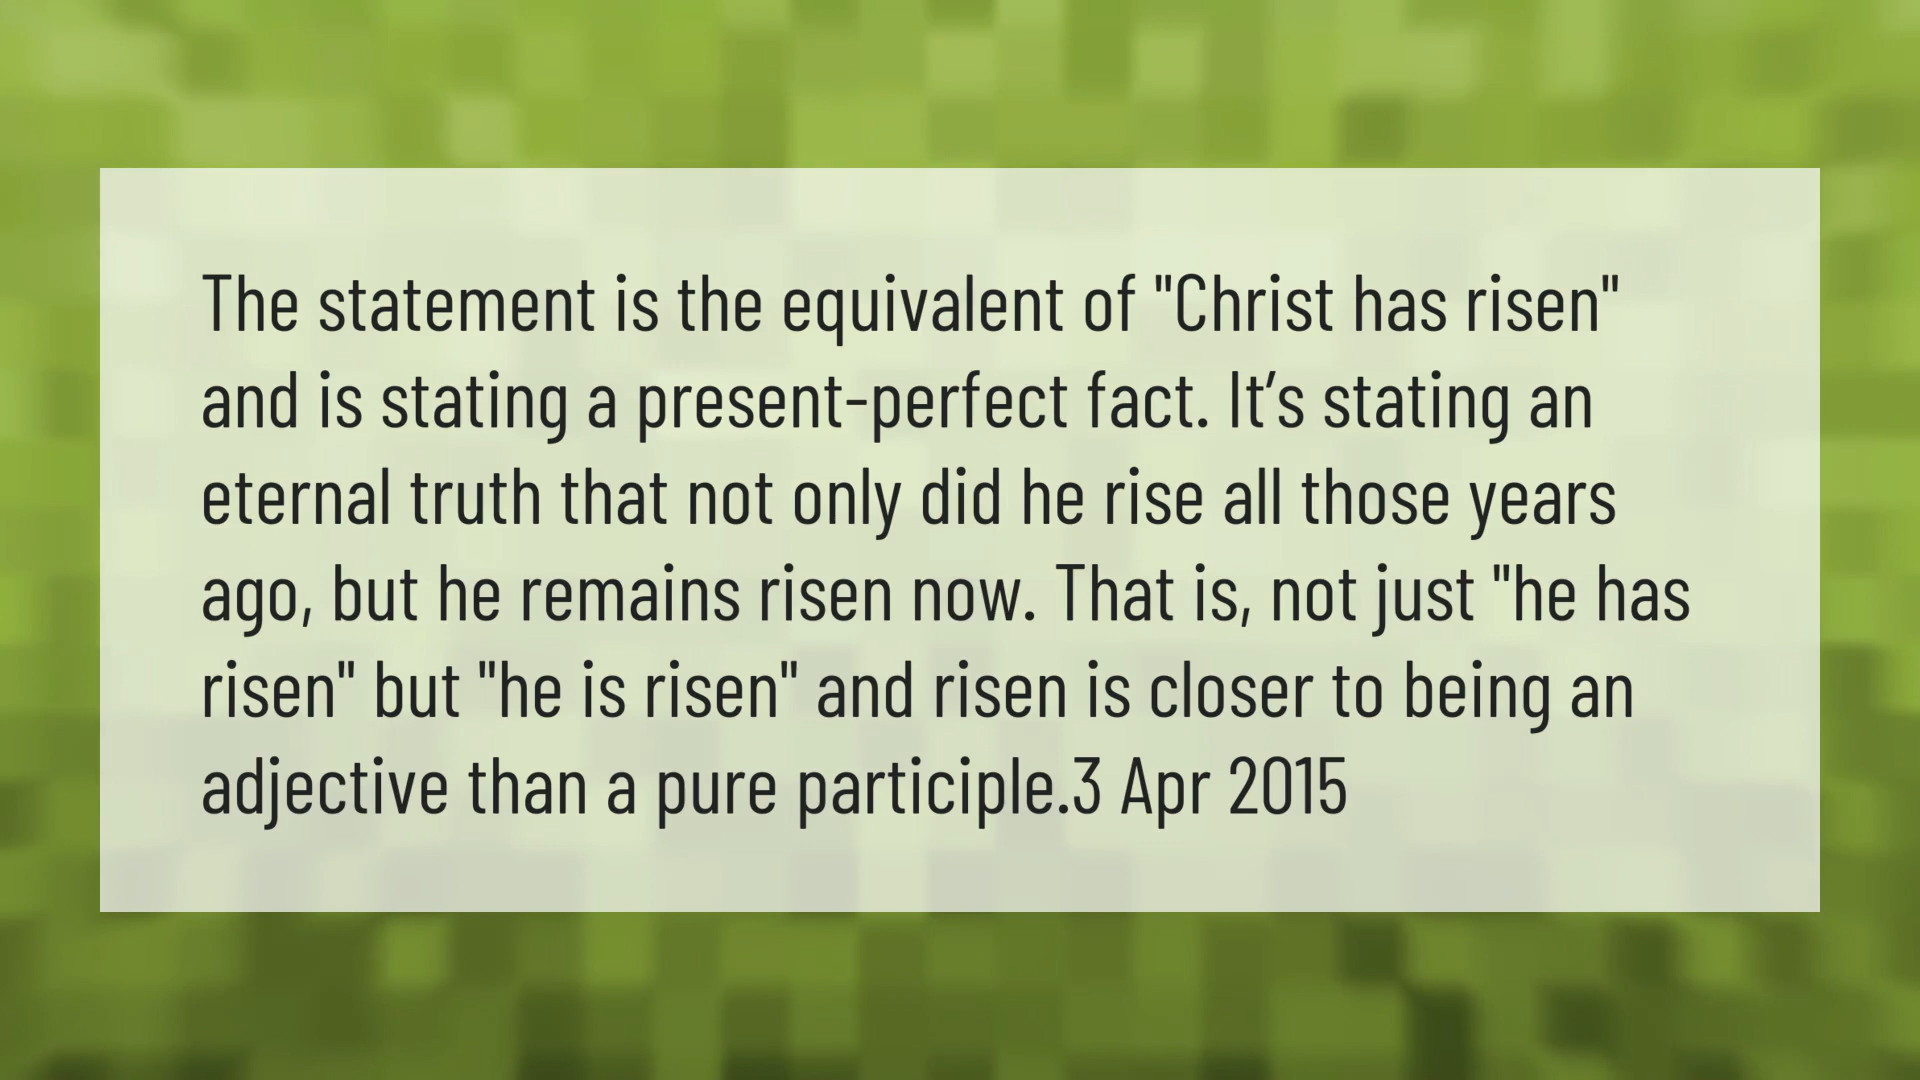 The statement is the equivalent of "Christ has risen"
and is stating a present-perfect fact. It’s stating an
eternal truth that not only did he rise all those years
ago, but he remains risen now. That is, not just "he has
risen" but "he is risen" and risen is closer to being an
adjective than a pure participle.3 Apr 2015